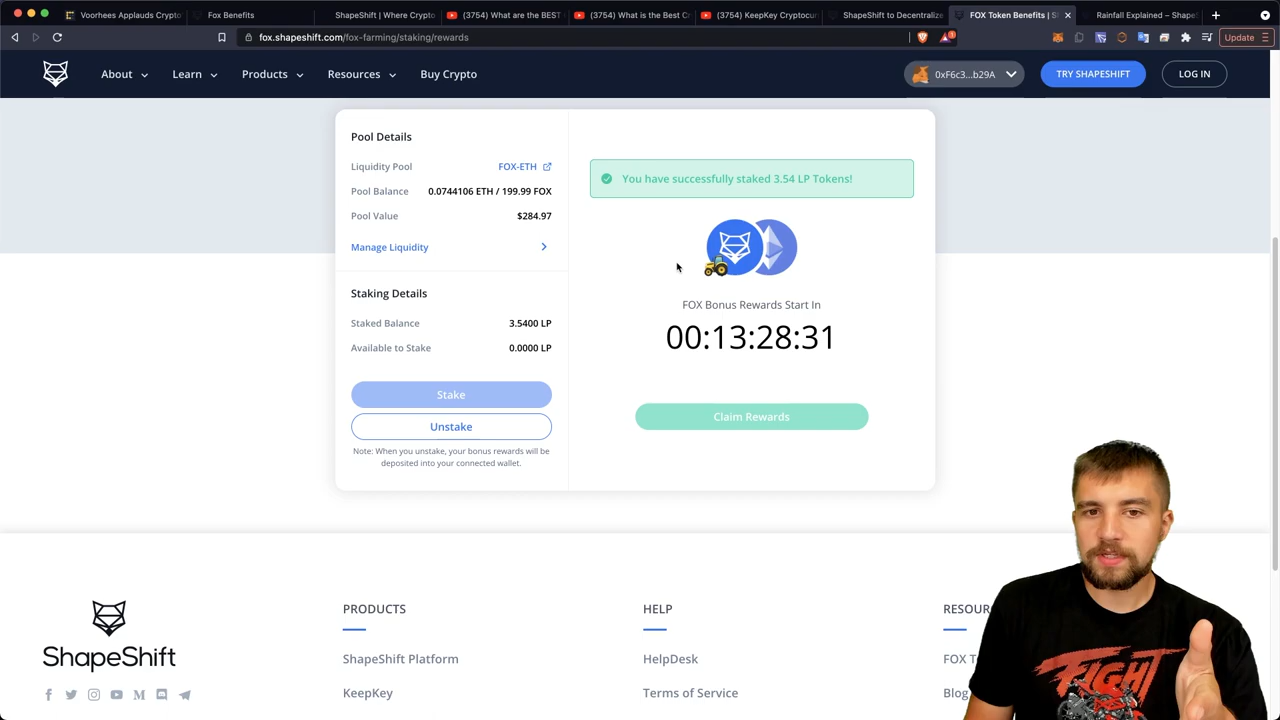 Voorhees Applauds Crypto
Fox Benefits
ShapeShift | Where Crypto
(3754) What are the BEST
(3754) What is the Best Cr
(3754) KeepKey Cryptocur
ShapeShift to Decentralize
FOX Token Benefits | S
Rainfall Explained – Shape
fox.shapeshift.com/fox-farming/staking/rewards
Update
About
Learn
Products
Resources
Buy Crypto
0xF6c3...b29A
TRY SHAPESHIFT
LOG IN
Pool Details
Liquidity Pool FOX-ETH
Pool Balance 0.0744106 ETH / 199.99 FOX
Pool Value $284.97
Manage Liquidity
Staking Details
Staked Balance 3.5400 LP
Available to Stake 0.0000 LP
Stake
Unstake
Note: When you unstake, your bonus rewards will be
deposited into your connected wallet.
You have successfully staked 3.54 LP Tokens!
FOX Bonus Rewards Start In
00:13:28:31
Claim Rewards
ShapeShift
PRODUCTS
ShapeShift Platform
KeepKey
HELP
HelpDesk
Terms of Service
RESOUR
FOX T
Blog
FIGHT